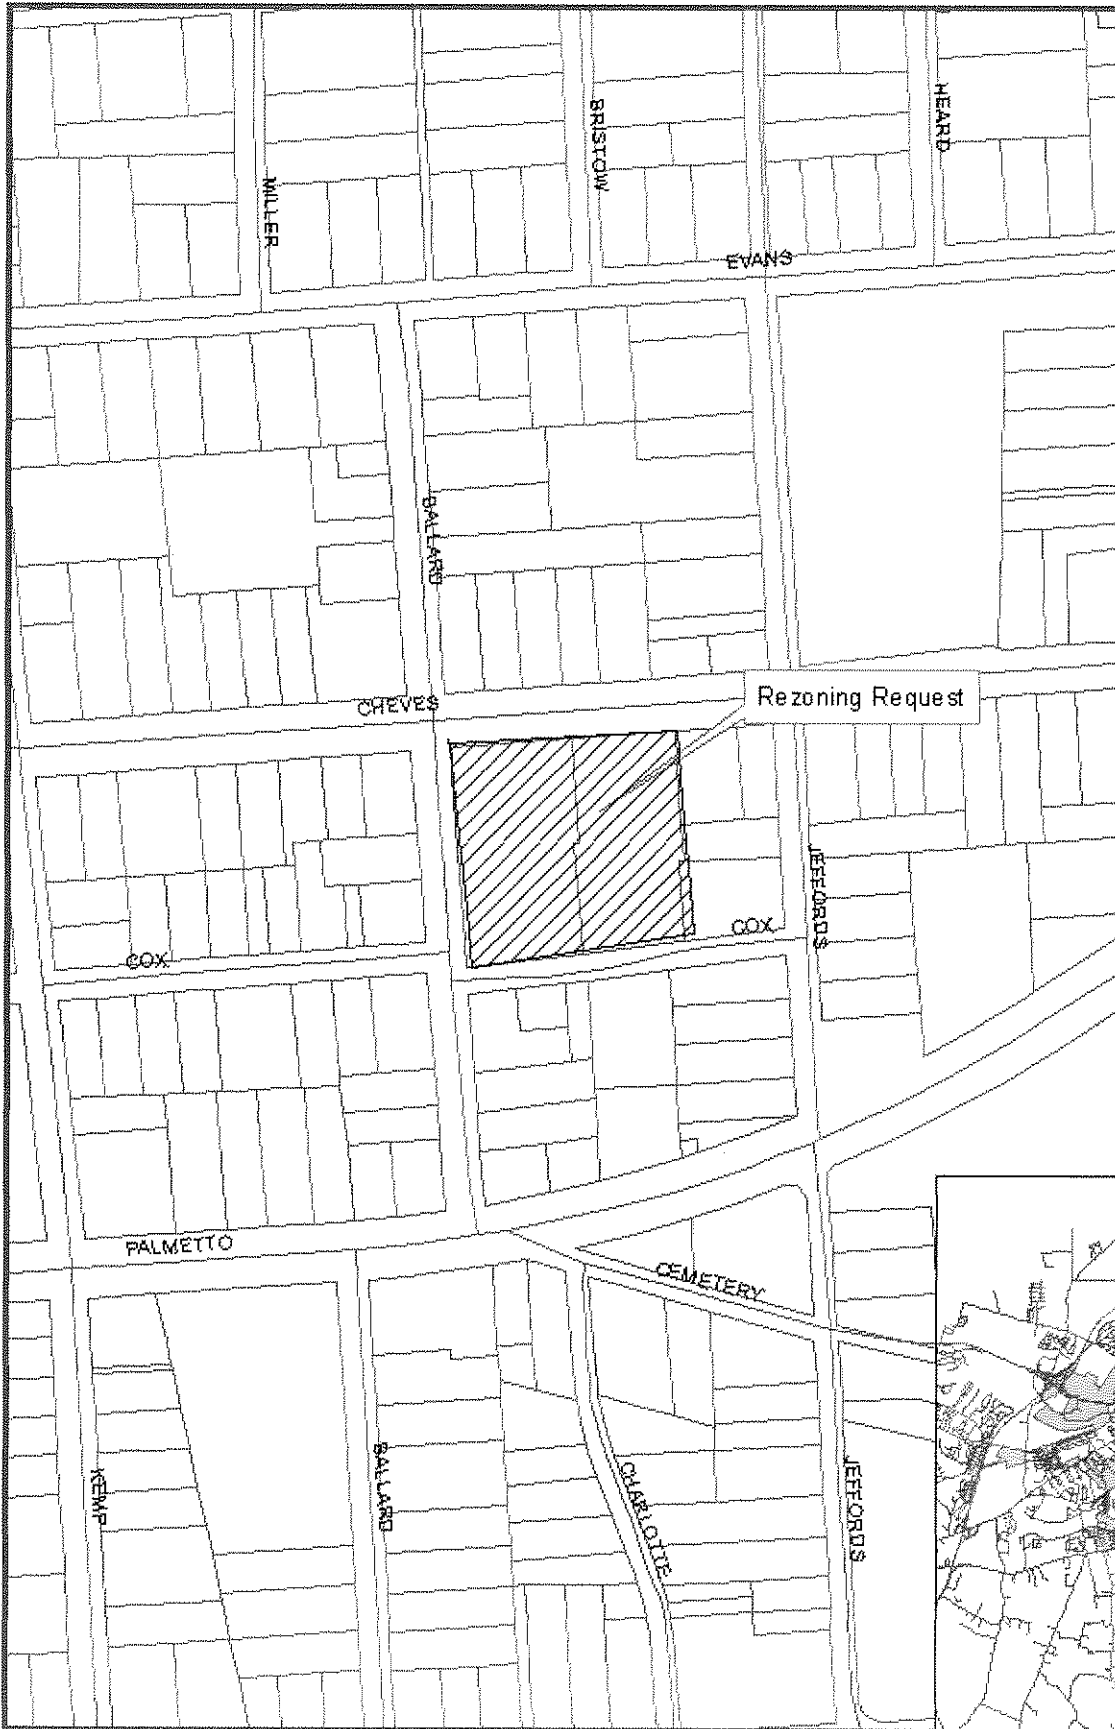 HEARD
BRISTOW
MILLER
EVANS
BALLARD
Rezoning Request
CHEVES
JEFFORDS
COX
COX
PALMETTO
CEMETERY
BALLARD
KEMP
CHARLOTTE
JEFFORDS